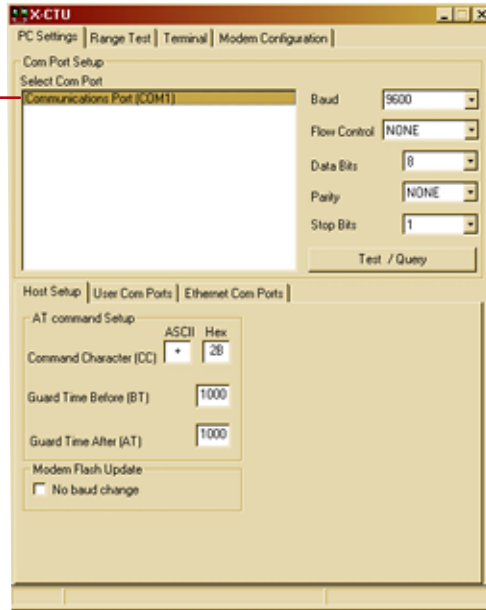 X-CTU
PC Settings Range Test Terminal Modem Configuration
Com Port Setup
Select Com Port
Communications Port (COM1)
Baud 9600
Flow Control NONE
Data Bits 8
Parity NONE
Stop Bits 1
Test / Query
Host Setup User Com Ports Ethernet Com Ports
AT command Setup
ASCII Hex
Command Character (CC) + 2B
Guard Time Before (BT) 1000
Guard Time After (AT) 1000
Modem Flash Update
No baud change